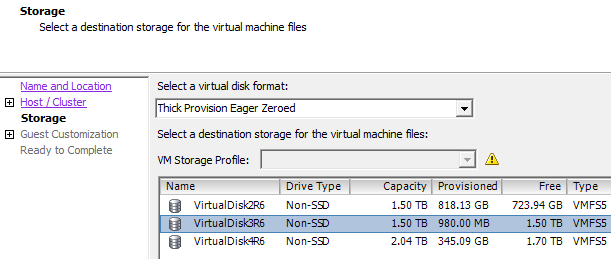 Storage
Select a destination storage for the virtual machine files
Name and Location
Host / Cluster
Storage
Guest Customization
Ready to Complete
Select a virtual disk format:
Thick Provision Eager Zeroed
Select a destination storage for the virtual machine files:
VM Storage Profile:
Name Drive Type Capacity Provisioned Free Type
VirtualDisk2R6 Non-SSD 1.50 TB 818.13 GB 723.94 GB VMFS5
VirtualDisk3R6 Non-SSD 1.50 TB 980.00 MB 1.50 TB VMFS5
VirtualDisk4R6 Non-SSD 2.04 TB 345.09 GB 1.70 TB VMFS5